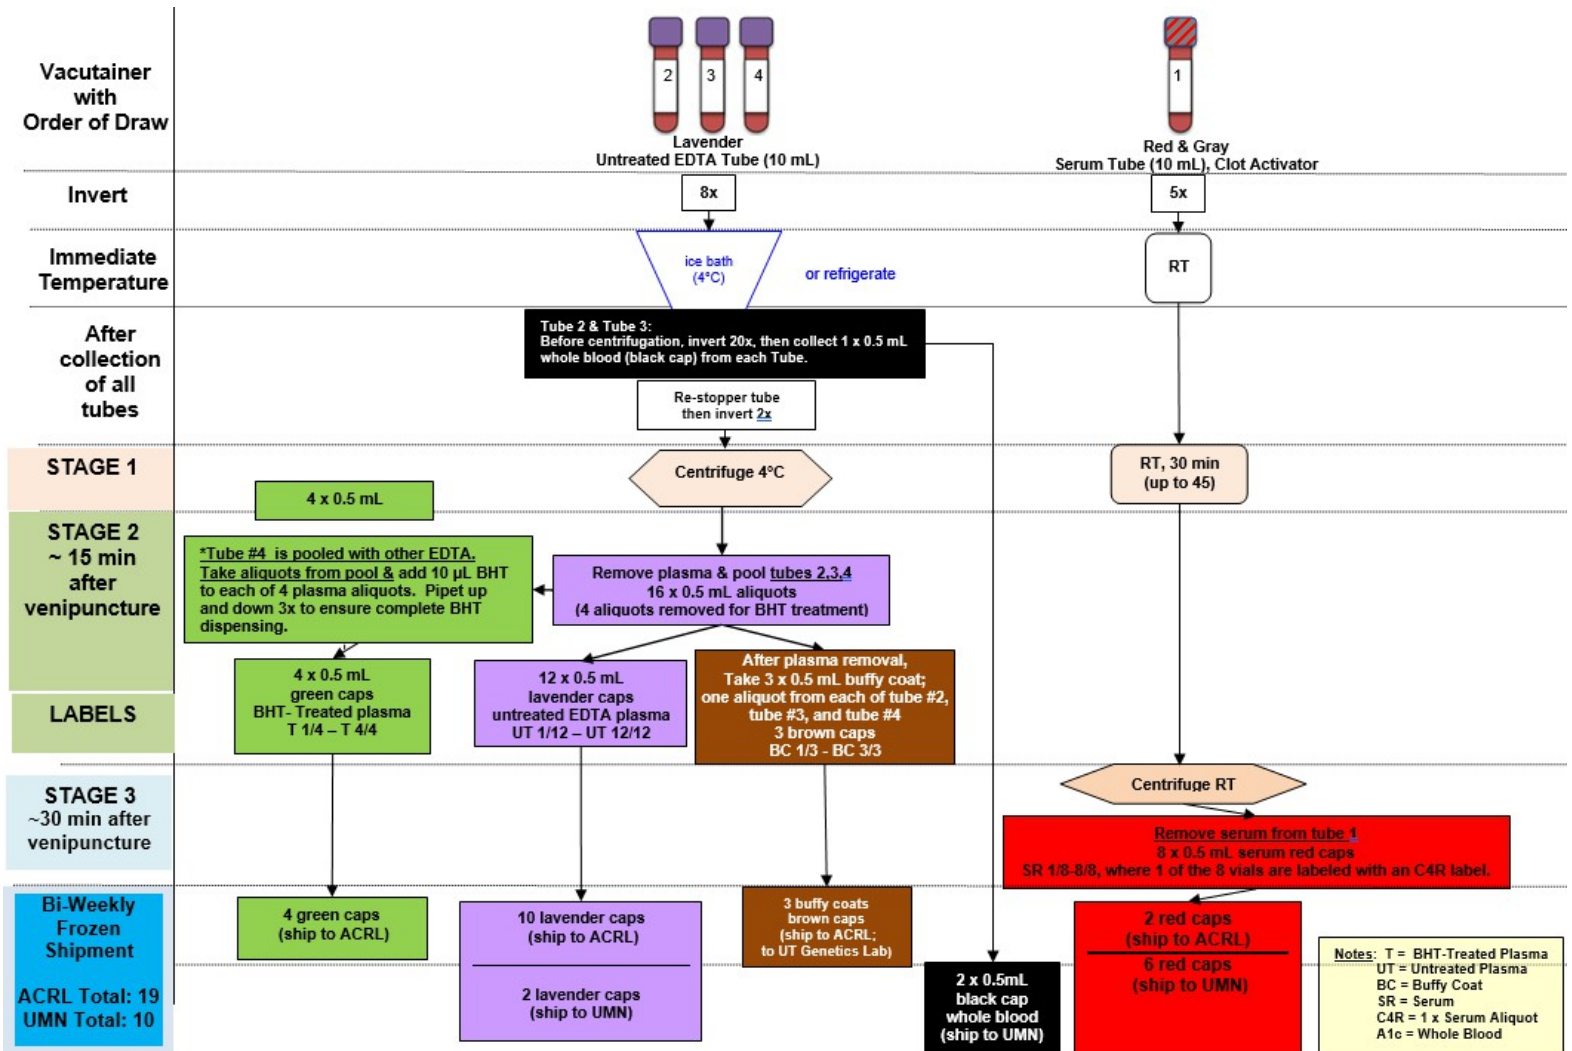 Vacutainer
with
Order of Draw
2
3
4
Lavender
Untreated EDTA Tube (10 mL)
1
Red & Gray
Serum Tube (10 mL), Clot Activator
Invert
8x
5x
Immediate
Temperature
ice bath
(4°C)
or refrigerate
RT
After
collection
of all
tubes
Tube 2 & Tube 3:
Before centrifugation, invert 20x, then collect 1 x 0.5 mL
whole blood (black cap) from each Tube.
Re-stopper tube
then invert 2x
STAGE 1
Centrifuge 4°C
RT, 30 min
(up to 45)
4 x 0.5 mL
STAGE 2
~ 15 min
after
venipuncture
*Tube #4 is pooled with other EDTA.
Take aliquots from pool & add 10 µL BHT
to each of 4 plasma aliquots. Pipet up
and down 3x to ensure complete BHT
dispensing.
Remove plasma & pool tubes 2,3,4
16 x 0.5 mL aliquots
(4 aliquots removed for BHT treatment)
LABELS
4 x 0.5 mL
green caps
BHT- Treated plasma
T 1/4 – T 4/4
12 x 0.5 mL
lavender caps
untreated EDTA plasma
UT 1/12 – UT 12/12
After plasma removal,
Take 3 x 0.5 mL buffy coat;
one aliquot from each of tube #2,
tube #3, and tube #4
3 brown caps
BC 1/3 - BC 3/3
STAGE 3
~30 min after
venipuncture
Centrifuge RT
Remove serum from tube 1
8 x 0.5 mL serum red caps
SR 1/8-8/8, where 1 of the 8 vials are labeled with an C4R label.
Bi-Weekly
Frozen
Shipment
ACRL Total: 19
UMN Total: 10
4 green caps
(ship to ACRL)
10 lavender caps
(ship to ACRL)
2 lavender caps
(ship to UMN)
3 buffy coats
brown caps
(ship to ACRL;
to UT Genetics Lab)
2 x 0.5mL
black cap
whole blood
(ship to UMN)
2 red caps
(ship to ACRL)
6 red caps
(ship to UMN)
Notes: T = BHT-Treated Plasma
UT = Untreated Plasma
BC = Buffy Coat
SR = Serum
C4R = 1 x Serum Aliquot
A1c = Whole Blood